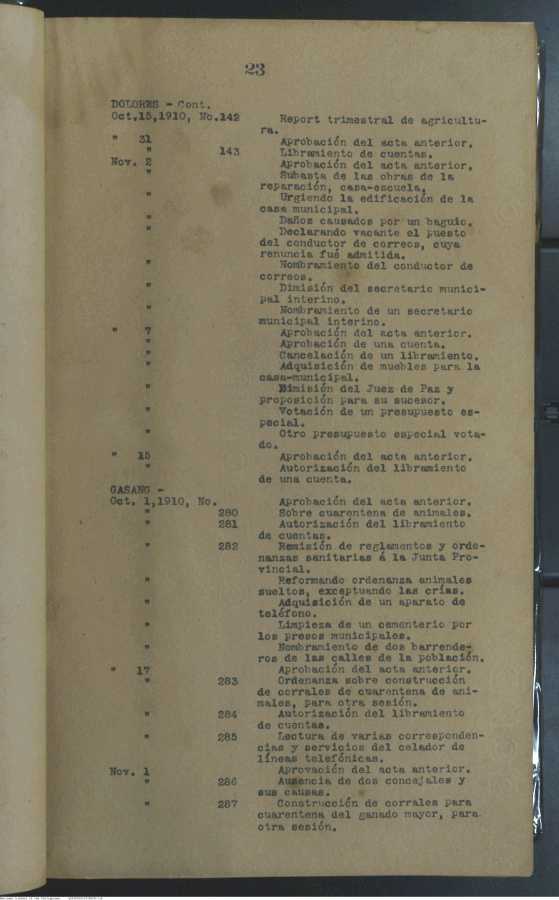 23
DOLORES - Cont.
Oct.15,1910, No.142 Report trimestral de agricultu-
ra.
" 31 Aprobación del acta anterior.
" 143 Libramiento de cuentas.
Nov. 2 Aprobación del acta anterior.
" Subasta de las obras de la
reparación, casa-escuela.
" Urgiendo la edificación de la
casa municipal.
" Daños causados por un baguio.
" Declarando vacante el puesto
del conductor de correos, cuya
renuncia fué admitida.
" Nombramiento del conductor de
correos.
" Dimisión del secretario munici-
pal interino.
" Nombramiento de un secretario
municipal interino.
" 7 Aprobación del acta anterior.
" Aprobación de una cuenta.
" Cancelación de un libramiento.
" Adquisición de muebles para la
casa-municipal.
" Dimisión del Juez de Paz y
proposición para su sucesor.
" Votación de un presupuesto es-
pecial.
" Otro presupuesto especial vota-
do.
" 15 Aprobación del acta anterior.
" Autorización del libramiento
de una cuenta.
GASANG -
Oct. 1,1910, No. Aprobación del acta anterior.
" 280 Sobre cuarentena de animales.
" 281 Autorización del libramiento
de cuentas.
" 282 Remisión de reglamentos y orde-
nanzas sanitarias á la Junta Pro-
vincial.
" Reformando ordenanza animales
sueltos, exceptuando las crías.
" Adquisición de un aparato de
teléfono.
" Limpieza de un cementerio por
los presos municipales.
" Nombramiento de dos barrende-
ros de las calles de la población.
" 17 Aprobación del acta anterior.
" 283 Ordenanza sobre construcción
de corrales de cuarentena de ani-
males, para otra sesión.
" 284 Autorización del libramiento
de cuentas.
" 285 Lectura de varias corresponden-
cias y servicios del celador de
líneas telefónicas.
Nov. 1 Aprovación del acta anterior.
" 286 Ausencia de dos concejales y
sus causas.
" 287 Construcción de corrales para
cuarentena del ganado mayor, para
otra sesión.
National Library of the Philippines